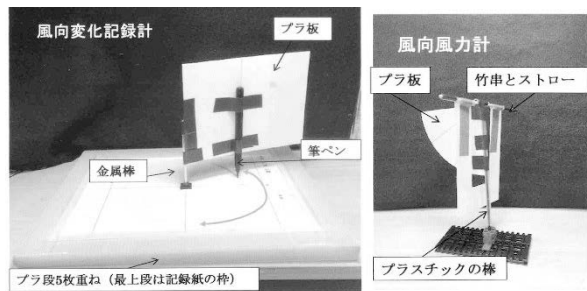 風向変化記録計
プラ板
筆ペン
金属棒
プラ段5枚重ね（最上段は記録紙の枠）
風向風力計
プラ板
竹串とストロー
プラスチックの棒